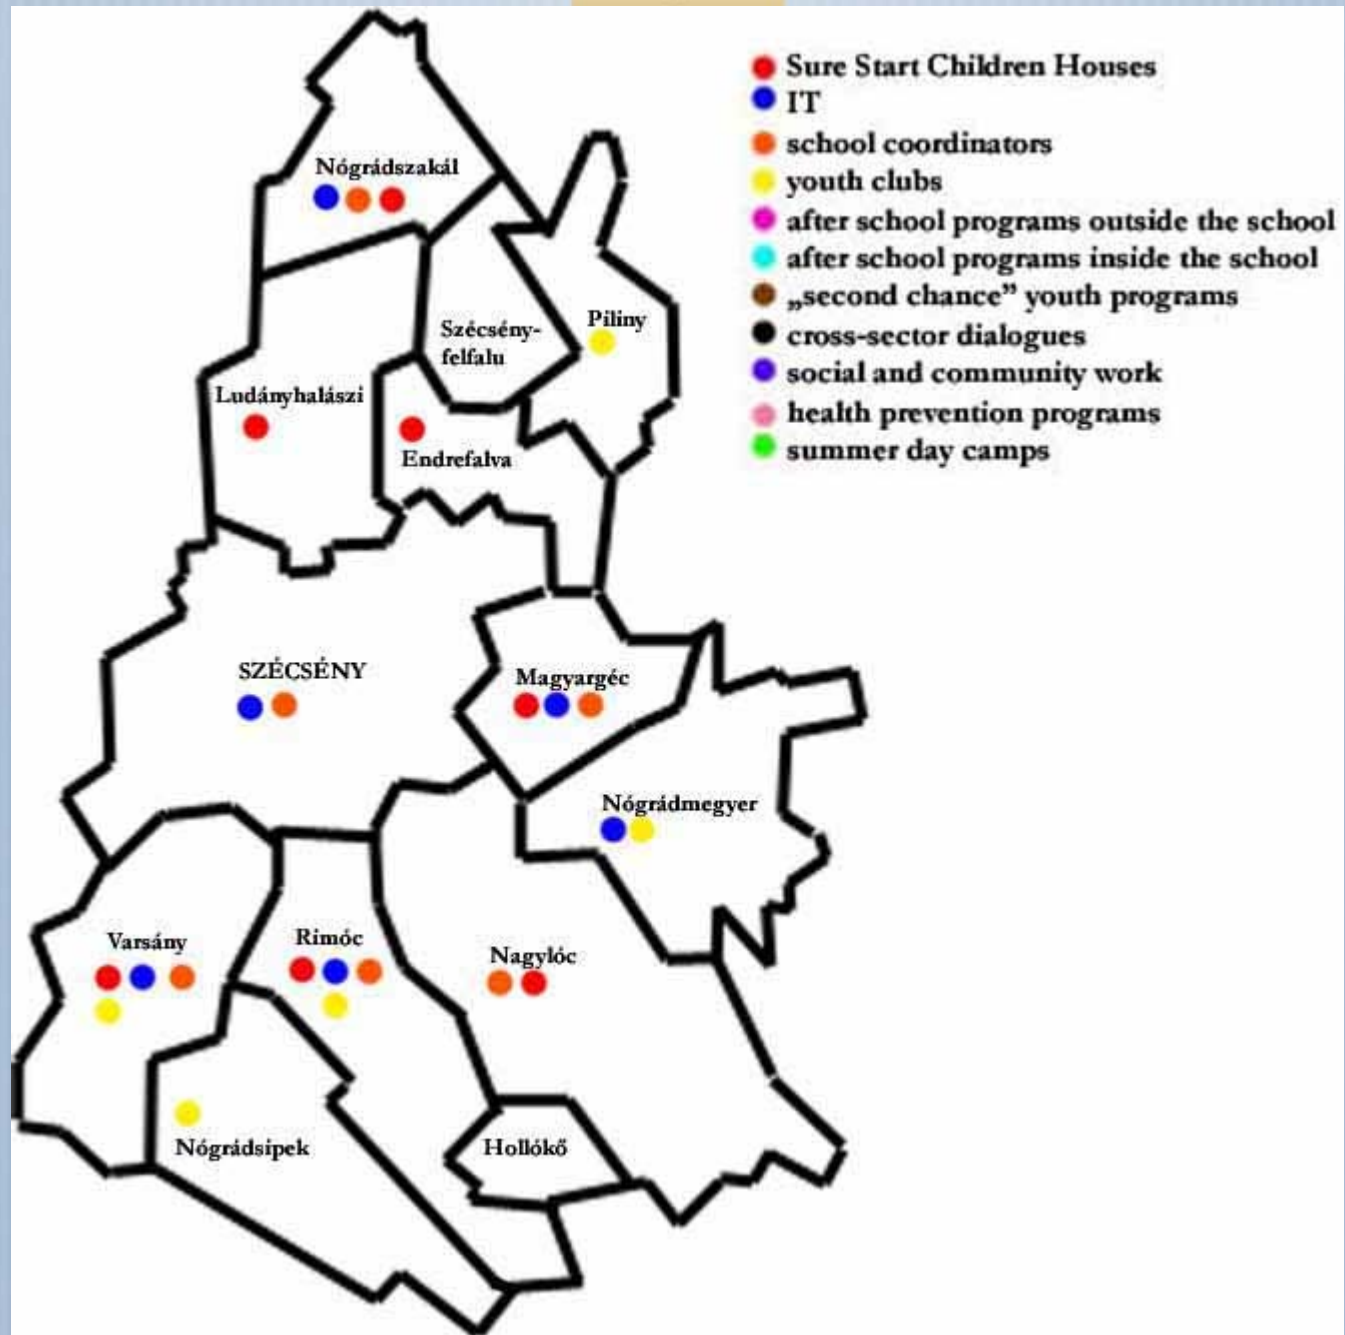 Sure Start Children Houses
IT
school coordinators
youth clubs
after school programs outside the school
after school programs inside the school
„second chance” youth programs
cross-sector dialogues
social and community work
health prevention programs
summer day camps
Nógrádszakál
Szécsény-
felfalu
Piliny
Ludányhalászi
Endrefalva
SZÉCSÉNY
Magyargéc
Nógrádmegyer
Varsány
Rimóc
Nagylóc
Nógrádsipek
Hollókő